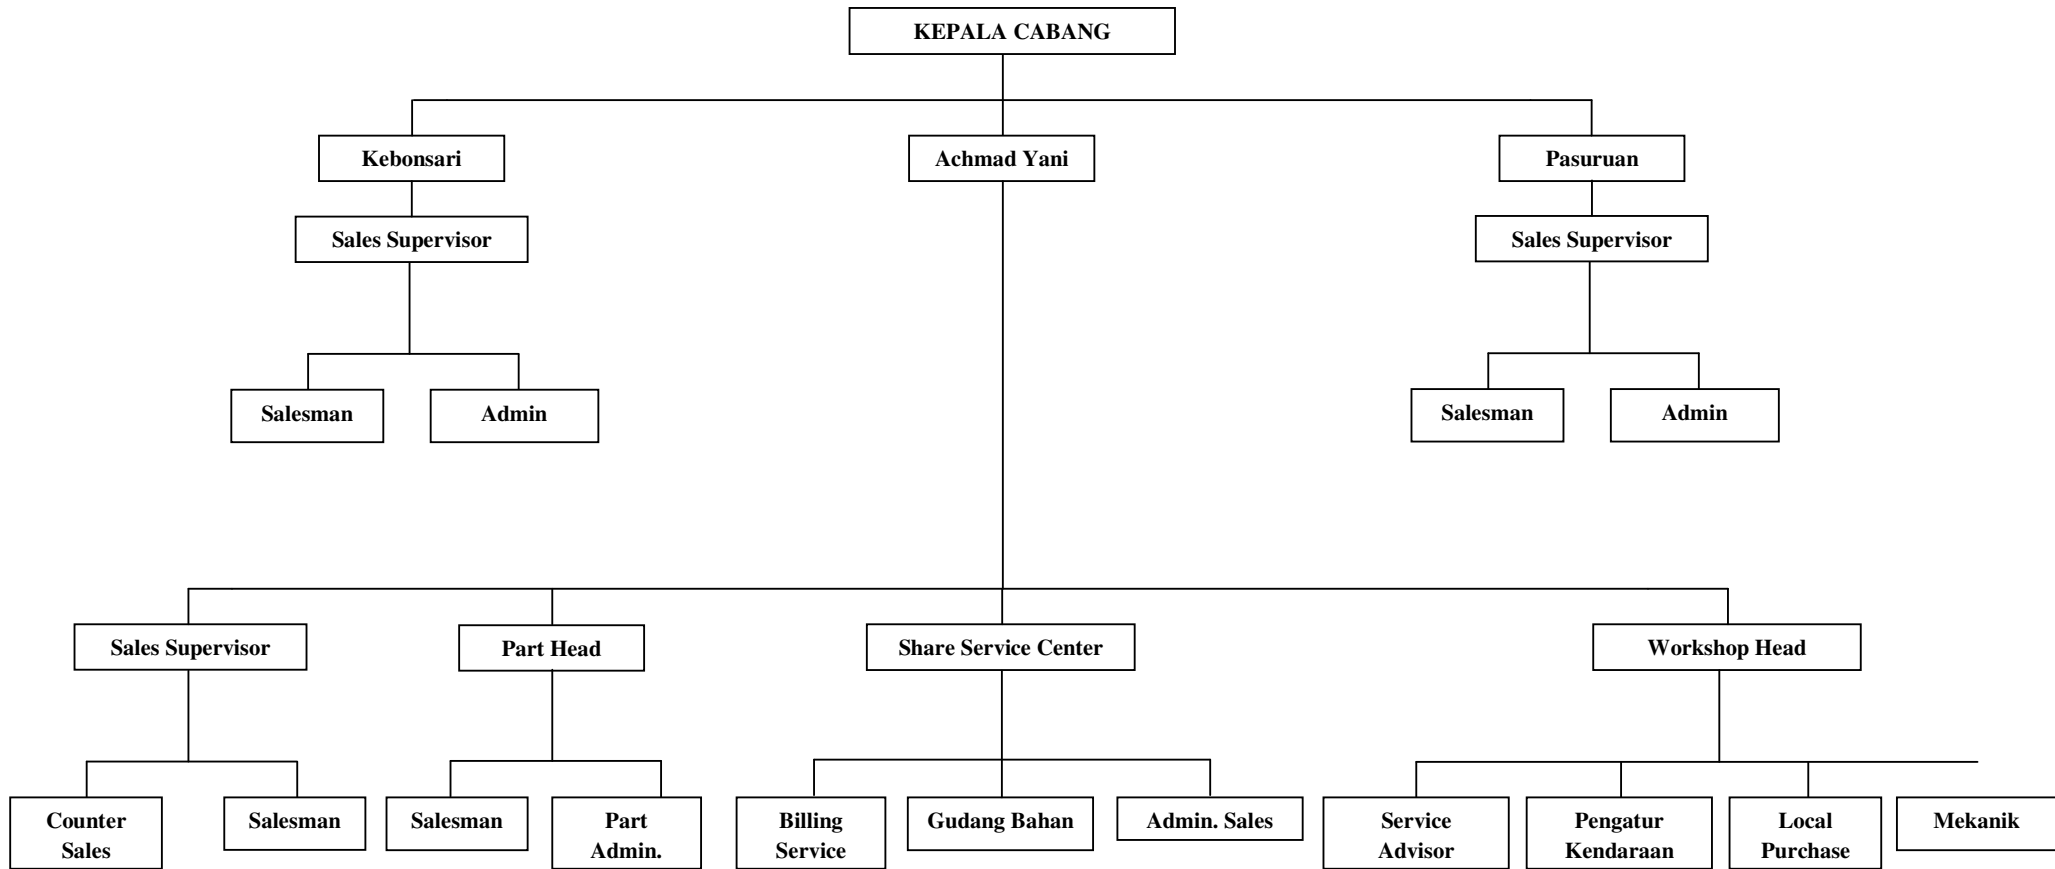 KEPALA CABANG
Kebonsari
Achmad Yani
Pasuruan
Sales Supervisor
Sales Supervisor
Salesman
Admin
Salesman
Admin
Sales Supervisor
Part Head
Share Service Center
Workshop Head
Counter
Sales
Salesman
Salesman
Part
Admin.
Billing
Service
Gudang Bahan
Admin. Sales
Service
Advisor
Pengatur
Kendaraan
Local
Purchase
Mekanik